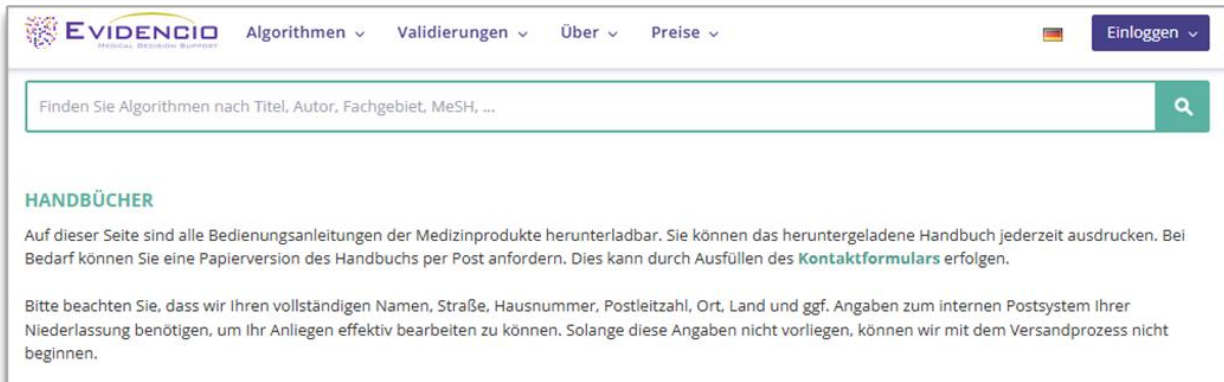 EVIDENCIO
MEDICAL DECISION SUPPORT
Algorithmen
Validierungen
Über
Preise
Einloggen
Finden Sie Algorithmen nach Titel, Autor, Fachgebiet, MeSH, ...
HANDBÜCHER
Auf dieser Seite sind alle Bedienungsanleitungen der Medizinprodukte herunterladbar. Sie können das heruntergeladene Handbuch jederzeit ausdrucken. Bei
Bedarf können Sie eine Papierversion des Handbuchs per Post anfordern. Dies kann durch Ausfüllen des Kontaktformulars erfolgen.
Bitte beachten Sie, dass wir Ihren vollständigen Namen, Straße, Hausnummer, Postleitzahl, Ort, Land und ggf. Angaben zum internen Postsystem Ihrer
Niederlassung benötigen, um Ihr Anliegen effektiv bearbeiten zu können. Solange diese Angaben nicht vorliegen, können wir mit dem Versandprozess nicht
beginnen.